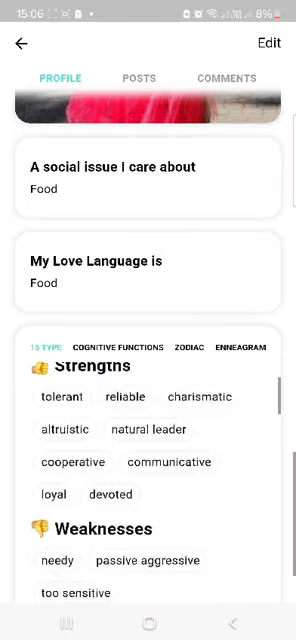 15:06 8%
Edit
PROFILE POSTS COMMENTS
A social issue I care about
Food
My Love Language is
Food
16 TYPE COGNITIVE FUNCTIONS ZODIAC ENNEAGRAM
👍 Strengths
tolerant reliable charismatic
altruistic natural leader
cooperative communicative
loyal devoted
👎 Weaknesses
needy passive aggressive
too sensitive